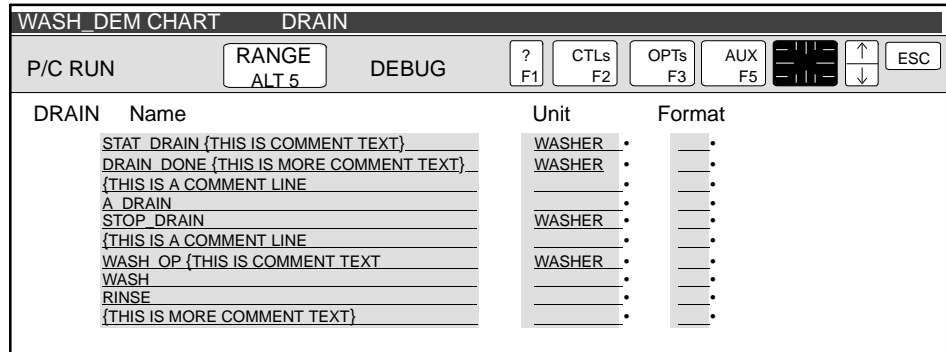 WASH_DEM CHART DRAIN
P/C RUN RANGE ALT 5 DEBUG ? F1 CTLs F2 OPTs F3 AUX F5 ↑ ↓ ESC
DRAIN Name Unit Format
STAT_DRAIN {THIS IS COMMENT TEXT} WASHER •
DRAIN_DONE {THIS IS MORE COMMENT TEXT} WASHER •
{THIS IS A COMMENT LINE •
A_DRAIN •
STOP_DRAIN WASHER •
{THIS IS A COMMENT LINE •
WASH_OP {THIS IS COMMENT TEXT WASHER •
WASH •
RINSE •
{THIS IS MORE COMMENT TEXT} •